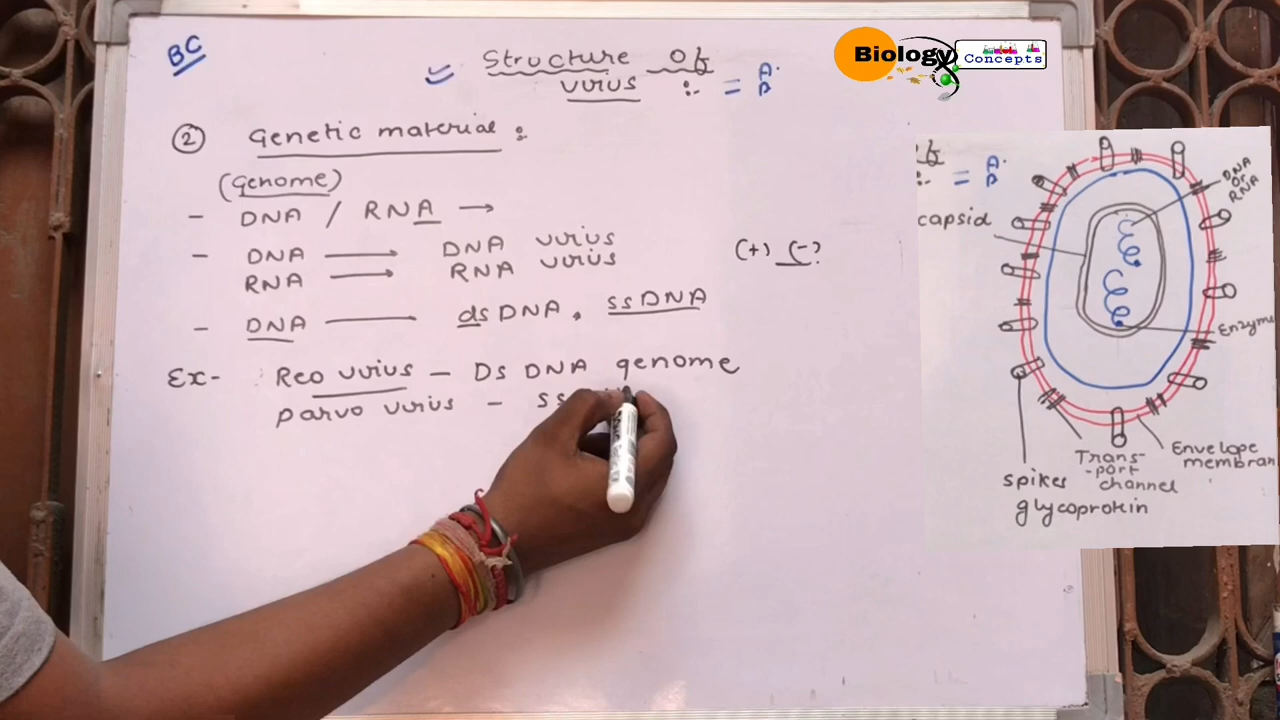 BC
Structure of
virus :- = A.
B
Biology
Concepts
② Genetic material :
(genome)
- DNA / RNA →
- DNA → DNA virus
RNA → RNA virus
(+) (-)
- DNA — dsDNA, ssDNA
Ex- Reo virus - Ds DNA genome
parvo virus - ss
= A.
B
DNA
or
RNA
capsid
Enzyme
Envelope
membran
Trans-
-port
channel
spikes
glycoprotein